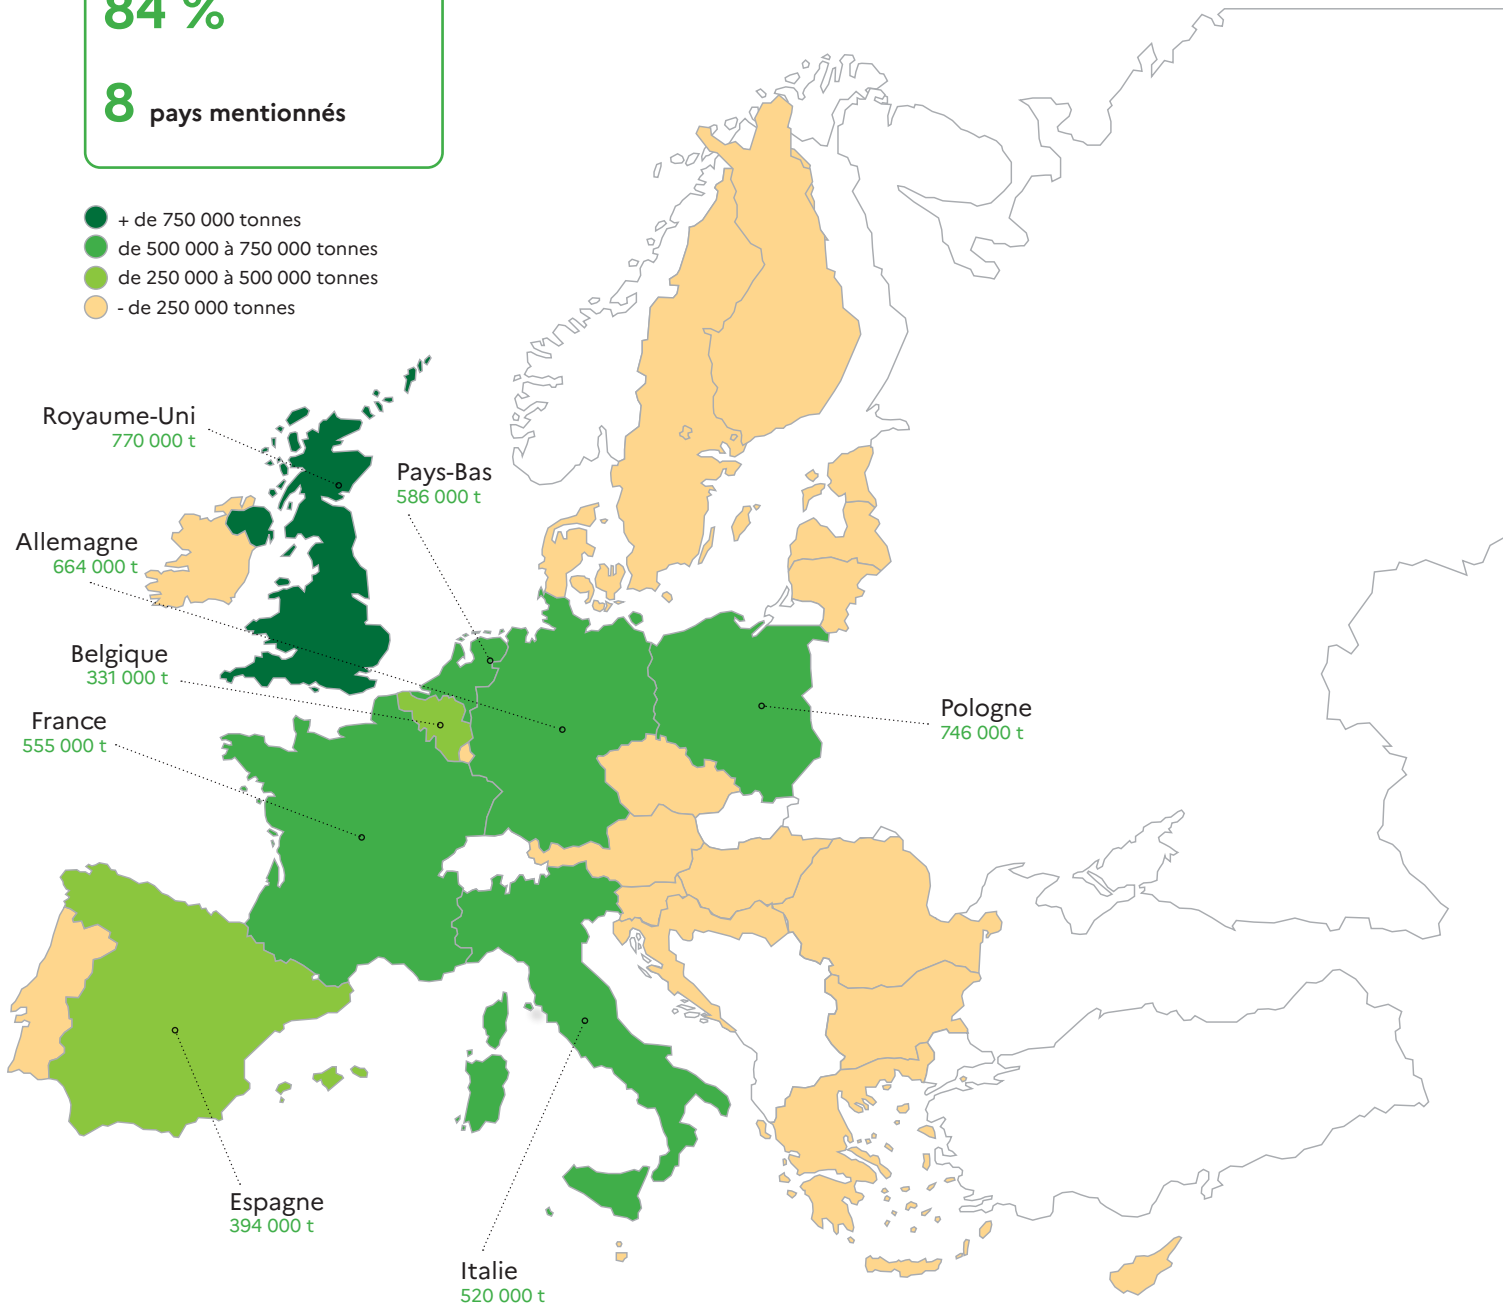 84 %
8 pays mentionnés
+ de 750 000 tonnes
de 500 000 à 750 000 tonnes
de 250 000 à 500 000 tonnes
- de 250 000 tonnes
Royaume-Uni
770 000 t
Pays-Bas
586 000 t
Allemagne
664 000 t
Belgique
331 000 t
France
555 000 t
Pologne
746 000 t
Espagne
394 000 t
Italie
520 000 t